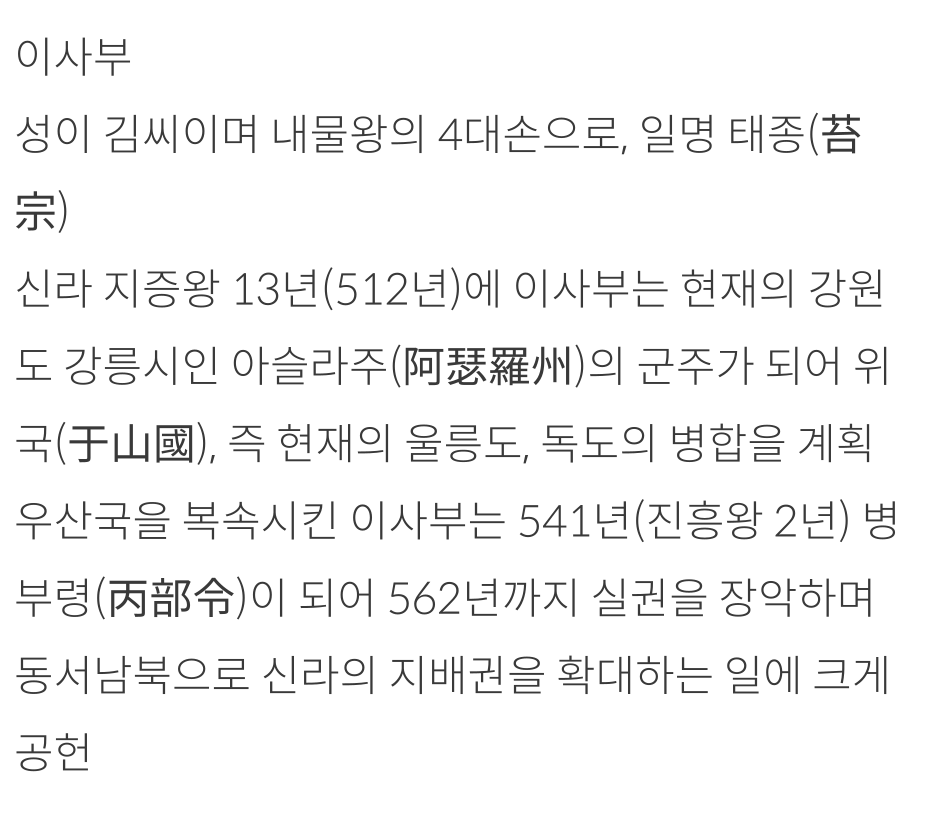 이사부
성이 김씨이며 내물왕의 4대손으로, 일명 태종(苔
宗)
신라 지증왕 13년(512년)에 이사부는 현재의 강원
도 강릉시인 아슬라주(阿瑟羅州)의 군주가 되어 위
국(于山國), 즉 현재의 울릉도, 독도의 병합을 계획
우산국을 복속시킨 이사부는 541년(진흥왕 2년) 병
부령(丙部令)이 되어 562년까지 실권을 장악하며
동서남북으로 신라의 지배권을 확대하는 일에 크게
공헌